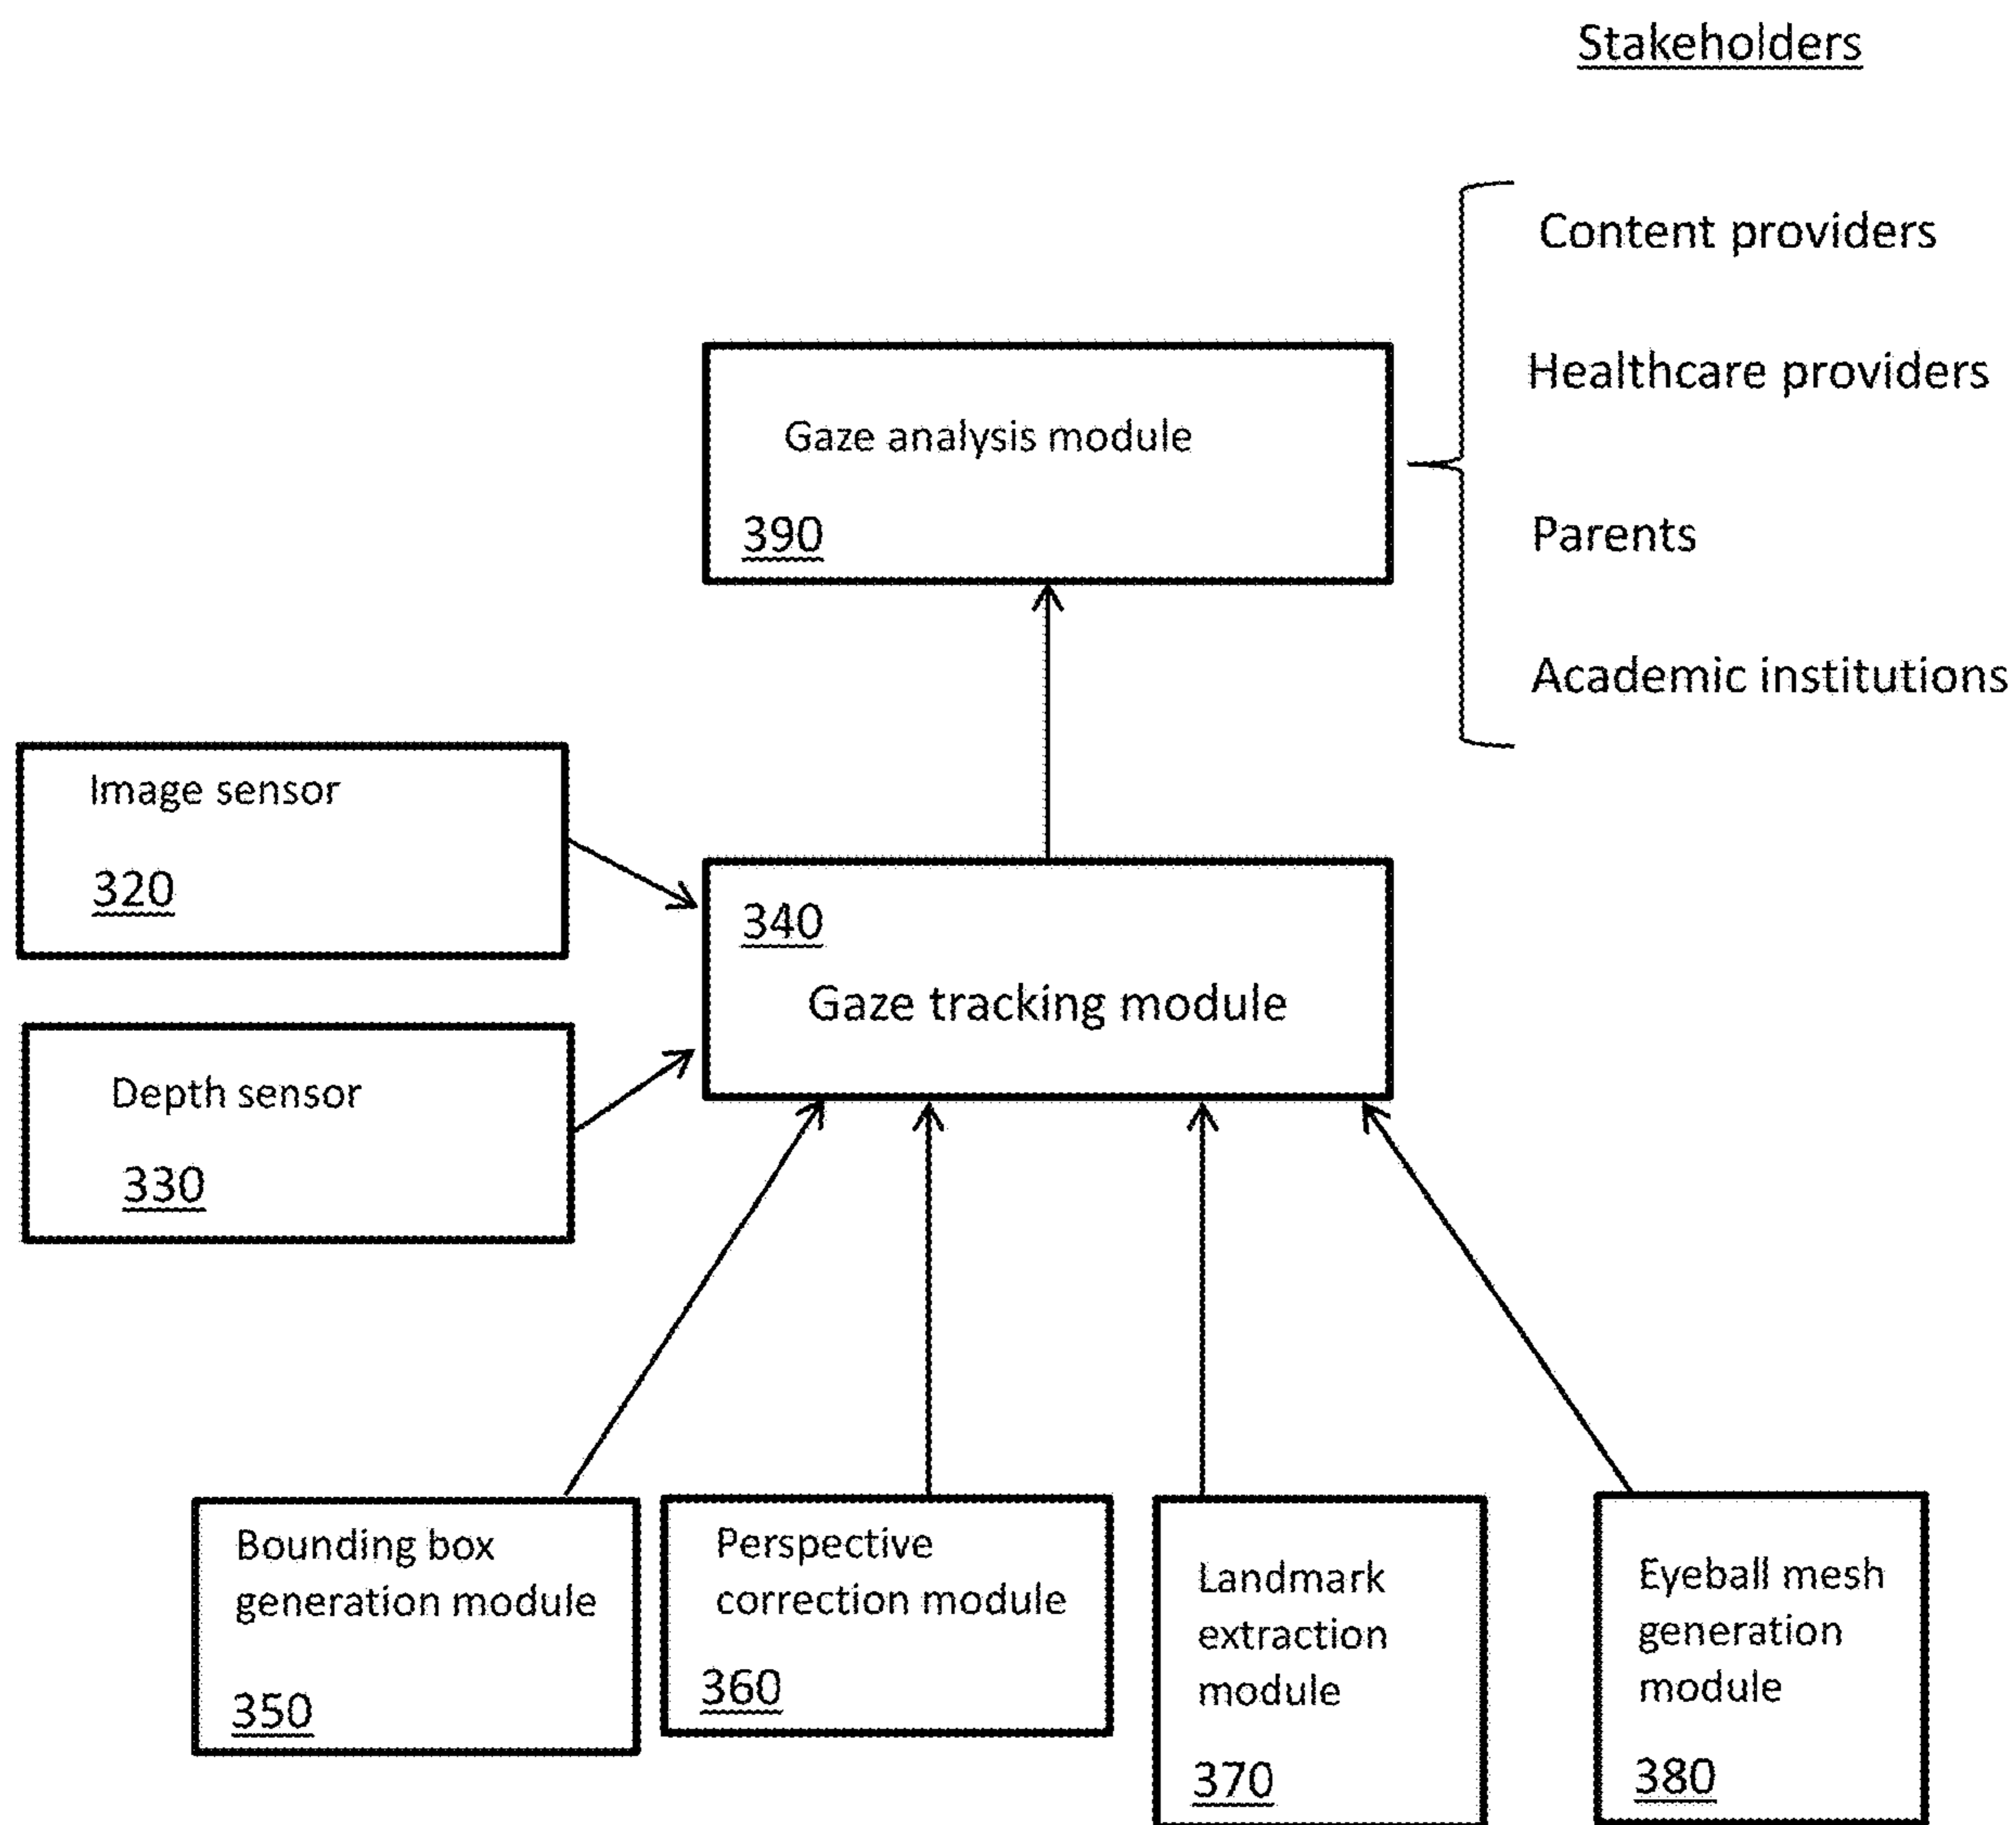 Stakeholders
Content providers
Healthcare providers
Parents
Academic institutions
Gaze analysis module
390
Image sensor
320
340
Gaze tracking module
Depth sensor
330
Bounding box
generation module
350
Perspective
correction module
360
Landmark
extraction
module
370
Eyeball mesh
generation
module
380